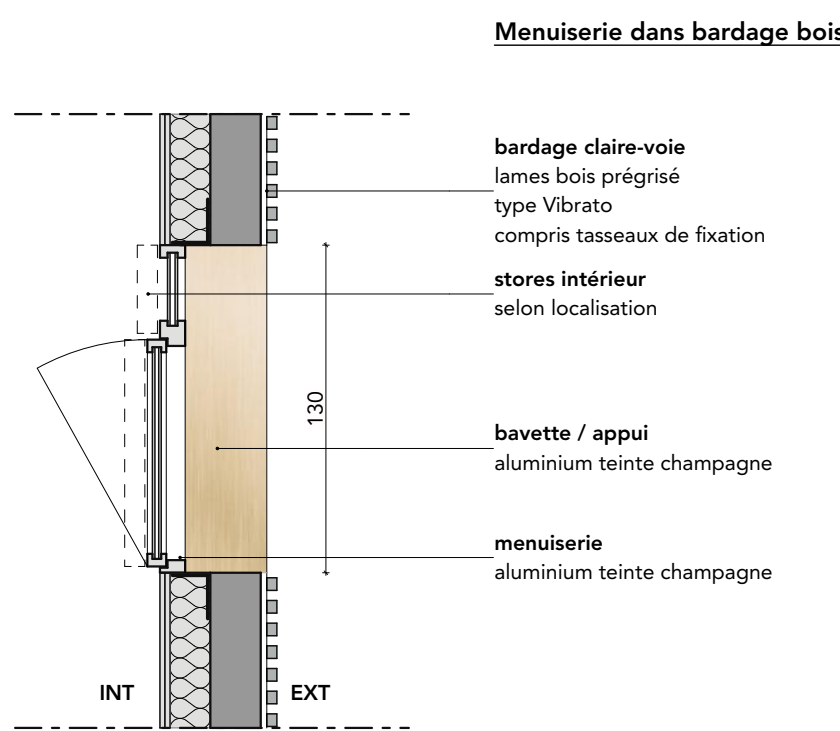 Menuiserie dans bardage bois
bardage claire-voie
lames bois prégrisé
type Vibrato
compris tasseaux de fixation
stores intérieur
selon localisation
130
bavette / appui
aluminium teinte champagne
menuiserie
aluminium teinte champagne
INT
EXT